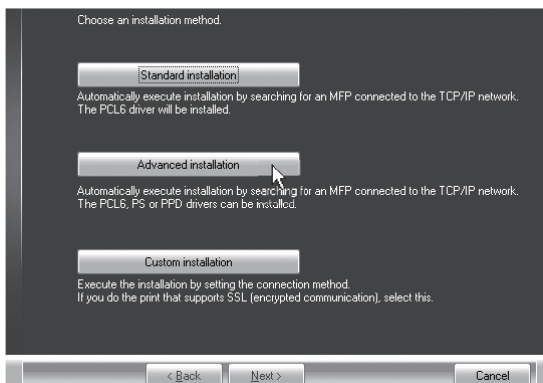 Choose an installation method.
Standard installation
Automatically execute installation by searching for an MFP connected to the TCP/IP network.
The PCL6 driver will be installed.
Advanced installation
Automatically execute installation by searching for an MFP connected to the TCP/IP network.
The PCL6, PS or PPD drivers can be installed.
Custom installation
Execute the installation by setting the connection method.
If you do the print that supports SSL (encrypted communication), select this.
< Back Next > Cancel